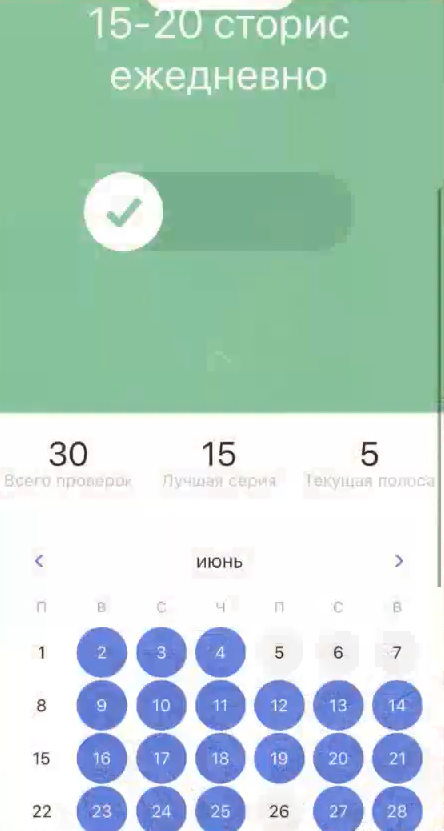 15-20 сторис
ежедневно
30 15 5
Всего проверок Лучшая серия Текущая полоса
< июнь >
П В С Ч П С В
1 2 3 4 5 6 7
8 9 10 11 12 13 14
15 16 17 18 19 20 21
22 23 24 25 26 27 28